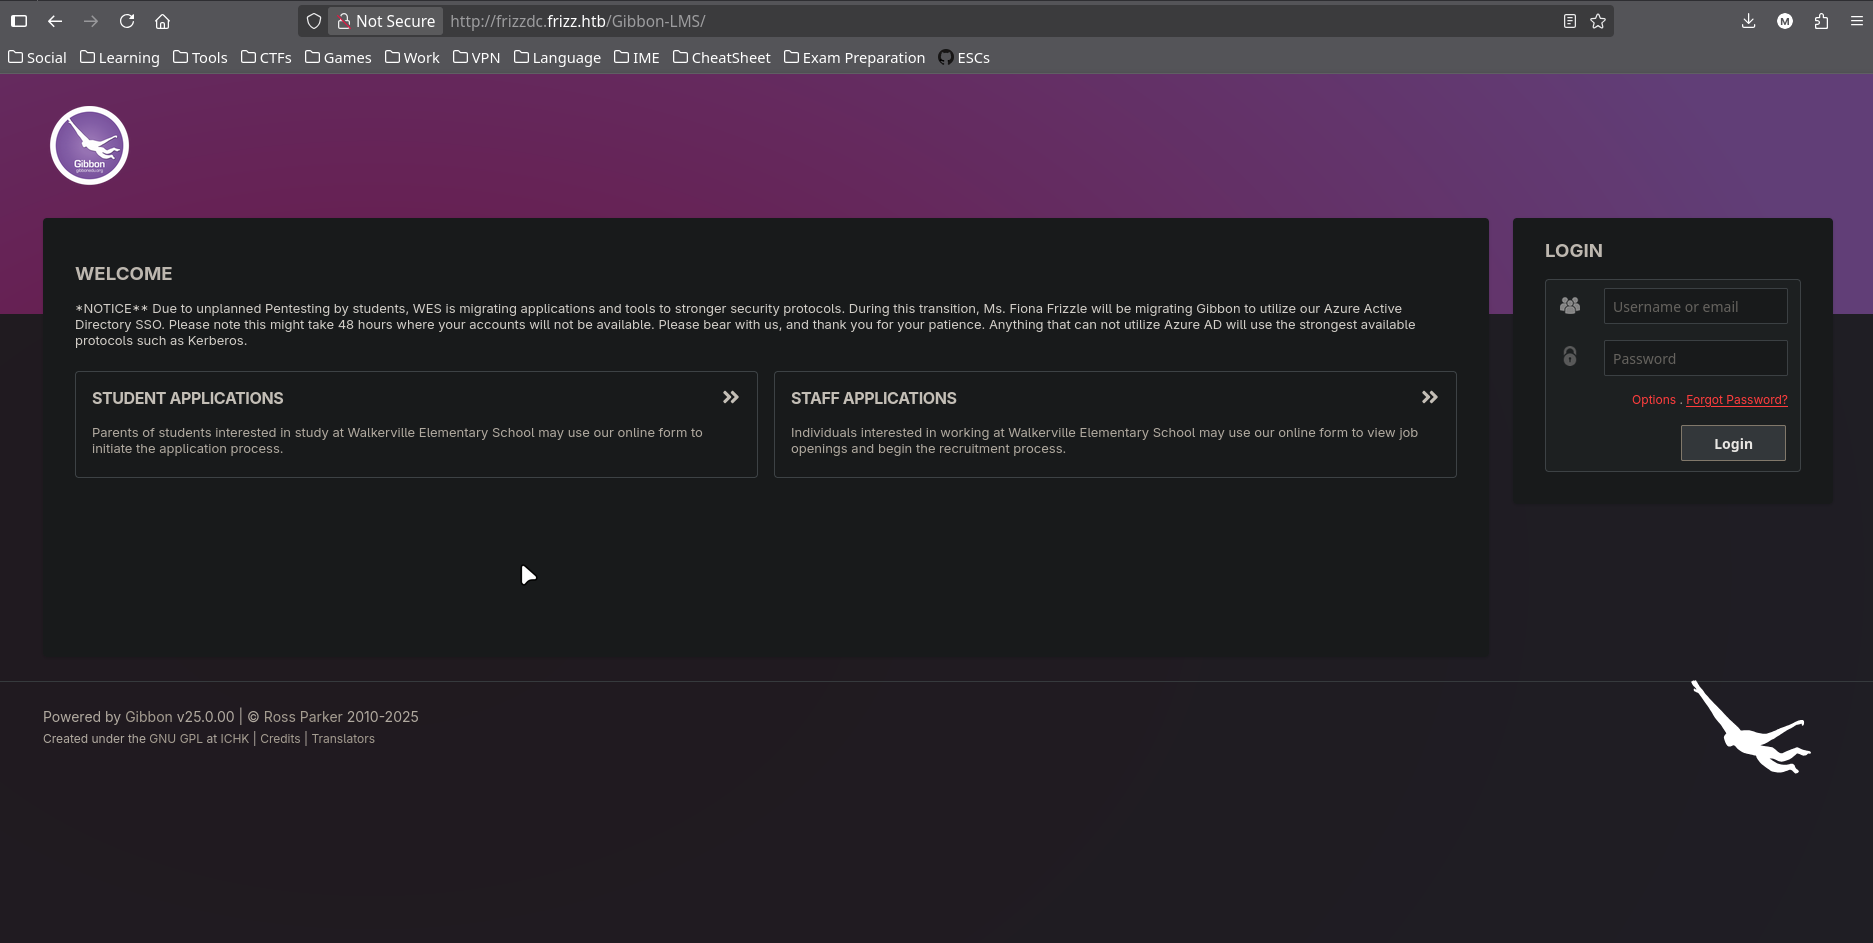 Not Secure http://frizzdc.frizz.htb/Gibbon-LMS/
M
Social Learning Tools CTFs Games Work VPN Language IME CheatSheet Exam Preparation ESCs
Gibbon
WELCOME
*NOTICE** Due to unplanned Pentesting by students, WES is migrating applications and tools to stronger security protocols. During this transition, Ms. Fiona Frizzle will be migrating Gibbon to utilize our Azure Active
Directory SSO. Please note this might take 48 hours where your accounts will not be available. Please bear with us, and thank you for your patience. Anything that can not utilize Azure AD will use the strongest available
protocols such as Kerberos.
STUDENT APPLICATIONS
Parents of students interested in study at Walkerville Elementary School may use our online form to
initiate the application process.
STAFF APPLICATIONS
Individuals interested in working at Walkerville Elementary School may use our online form to view job
openings and begin the recruitment process.
LOGIN
Username or email
Password
Options . Forgot Password?
Login
Powered by Gibbon v25.0.00 | © Ross Parker 2010-2025
Created under the GNU GPL at ICHK | Credits | Translators